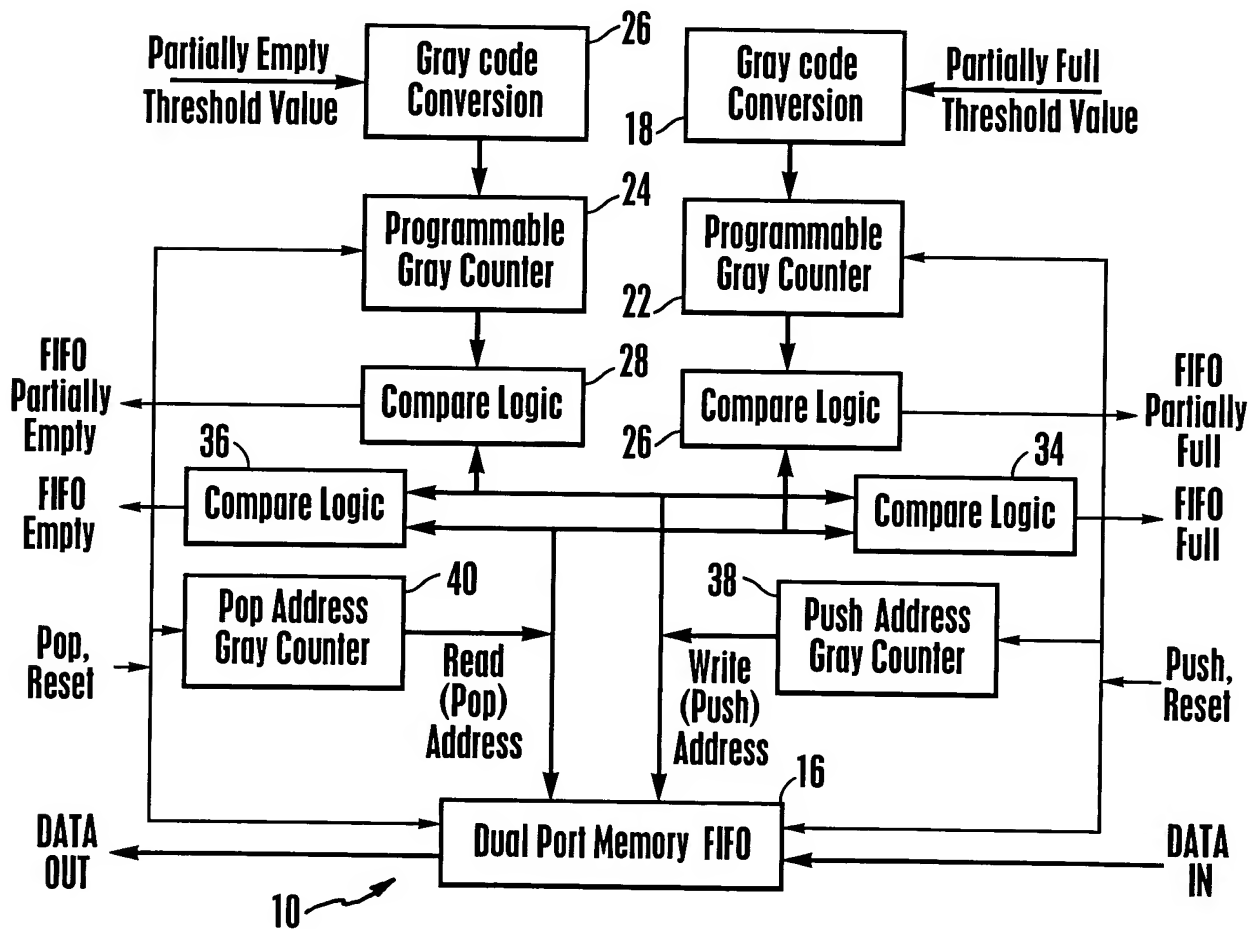 26
Partially Empty
Threshold Value
Gray code
Conversion
Gray code
Conversion
18
Partially Full
Threshold Value
24
Programmable
Gray Counter
Programmable
Gray Counter
22
FIFO
Partially
Empty
28
Compare Logic
Compare Logic
26
FIFO
Partially
Full
36
34
FIFO
Empty
Compare Logic
Compare Logic
FIFO
Full
40
38
Pop Address
Gray Counter
Push Address
Gray Counter
Pop,
Reset
Read
(Pop)
Address
Write
(Push)
Address
Push,
Reset
16
DATA
OUT
Dual Port Memory FIFO
DATA
IN
10